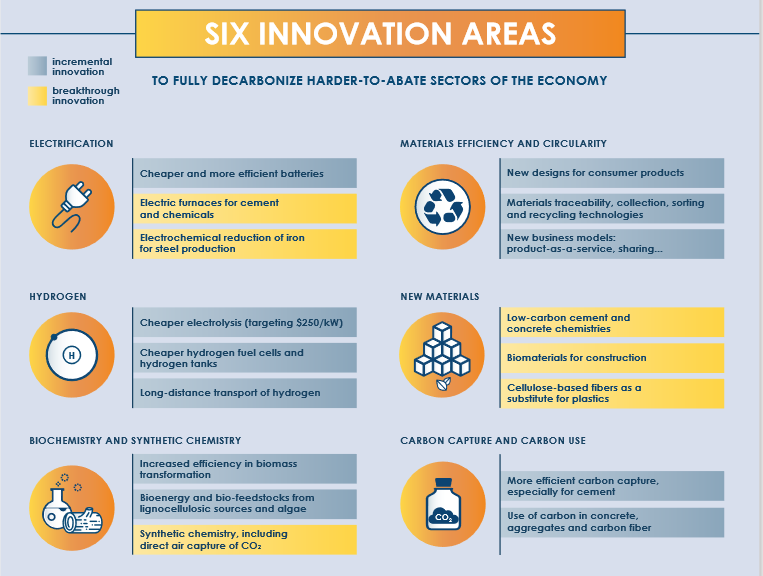 SIX INNOVATION AREAS
incremental
innovation
breakthrough
innovation
TO FULLY DECARBONIZE HARDER-TO-ABATE SECTORS OF THE ECONOMY
ELECTRIFICATION
Cheaper and more efficient batteries
Electric furnaces for cement
and chemicals
Electrochemical reduction of iron
for steel production
MATERIALS EFFICIENCY AND CIRCULARITY
New designs for consumer products
Materials traceability, collection, sorting
and recycling technologies
New business models:
product-as-a-service, sharing...
HYDROGEN
H
Cheaper electrolysis (targeting $250/kW)
Cheaper hydrogen fuel cells and
hydrogen tanks
Long-distance transport of hydrogen
NEW MATERIALS
Low-carbon cement and
concrete chemistries
Biomaterials for construction
Cellulose-based fibers as a
substitute for plastics
BIOCHEMISTRY AND SYNTHETIC CHEMISTRY
Increased efficiency in biomass
transformation
Bioenergy and bio-feedstocks from
lignocellulosic sources and algae
Synthetic chemistry, including
direct air capture of CO₂
CARBON CAPTURE AND CARBON USE
CO₂
More efficient carbon capture,
especially for cement
Use of carbon in concrete,
aggregates and carbon fiber